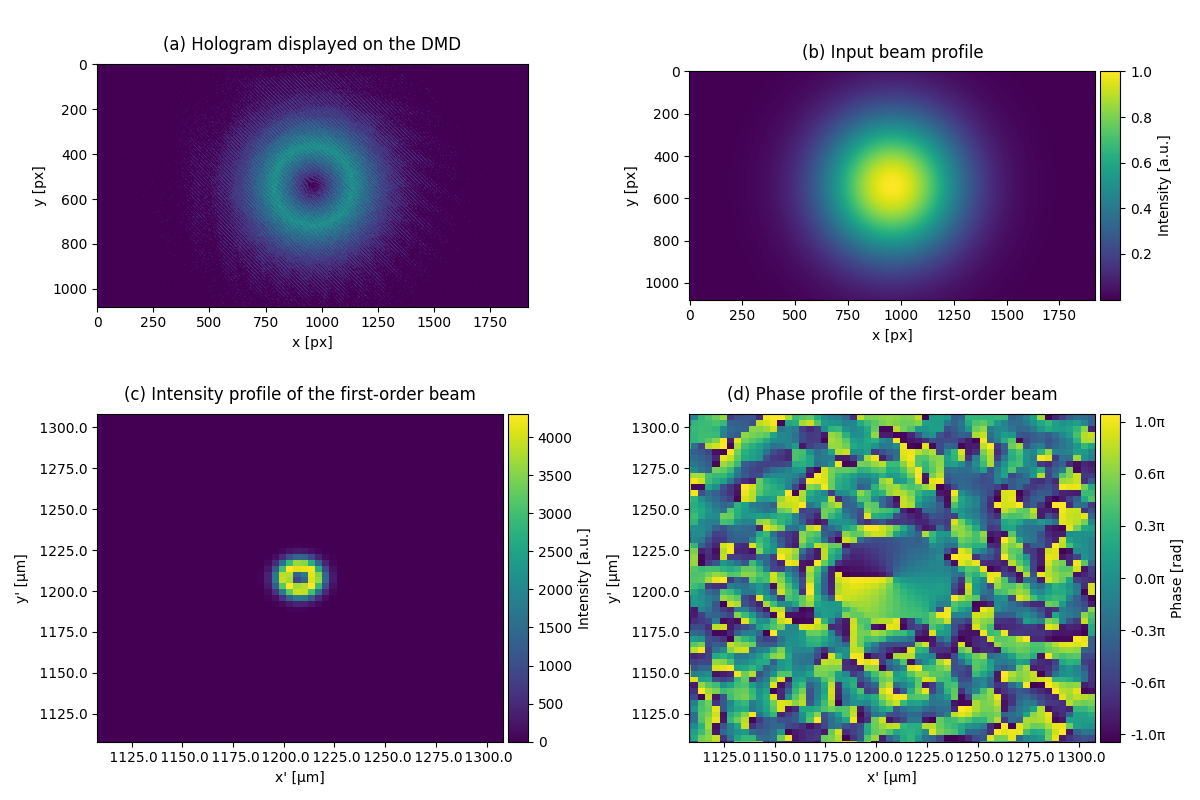 (a) Hologram displayed on the DMD
0
200
400
600
800
1000
y [px]
0 250 500 750 1000 1250 1500 1750
x [px]
(b) Input beam profile
0
200
400
600
800
1000
y [px]
0 250 500 750 1000 1250 1500 1750
x [px]
1.0
0.8
0.6
0.4
0.2
Intensity [a.u.]
(c) Intensity profile of the first-order beam
1300.0
1275.0
1250.0
1225.0
1200.0
1175.0
1150.0
1125.0
y' [μm]
1125.0 1150.0 1175.0 1200.0 1225.0 1250.0 1275.0 1300.0
x' [μm]
4000
3500
3000
2500
2000
1500
1000
500
0
Intensity [a.u.]
(d) Phase profile of the first-order beam
1300.0
1275.0
1250.0
1225.0
1200.0
1175.0
1150.0
1125.0
y' [μm]
1125.0 1150.0 1175.0 1200.0 1225.0 1250.0 1275.0 1300.0
x' [μm]
1.0π
0.6π
0.3π
0.0π
-0.3π
-0.6π
-1.0π
Phase [rad]